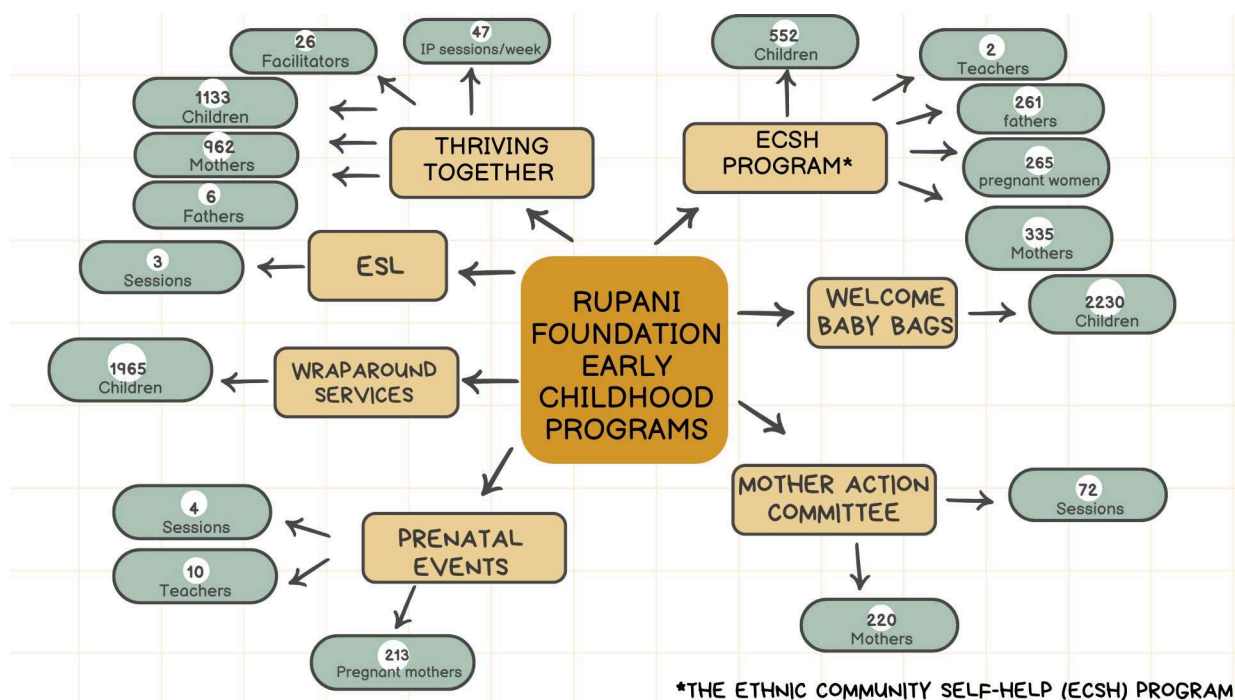 26
Facilitators
47
IP sessions/week
1133
Children
962
Mothers
6
Fathers
THRIVING
TOGETHER
552
Children
2
Teachers
261
fathers
265
pregnant women
335
Mothers
ECSH
PROGRAM*
3
Sessions
ESL
RUPANI
FOUNDATION
EARLY
CHILDHOOD
PROGRAMS
WELCOME
BABY BAGS
2230
Children
1965
Children
WRAPAROUND
SERVICES
MOTHER ACTION
COMMITTEE
72
Sessions
220
Mothers
4
Sessions
10
Teachers
PRENATAL
EVENTS
213
Pregnant mothers
*THE ETHNIC COMMUNITY SELF-HELP (ECSH) PROGRAM